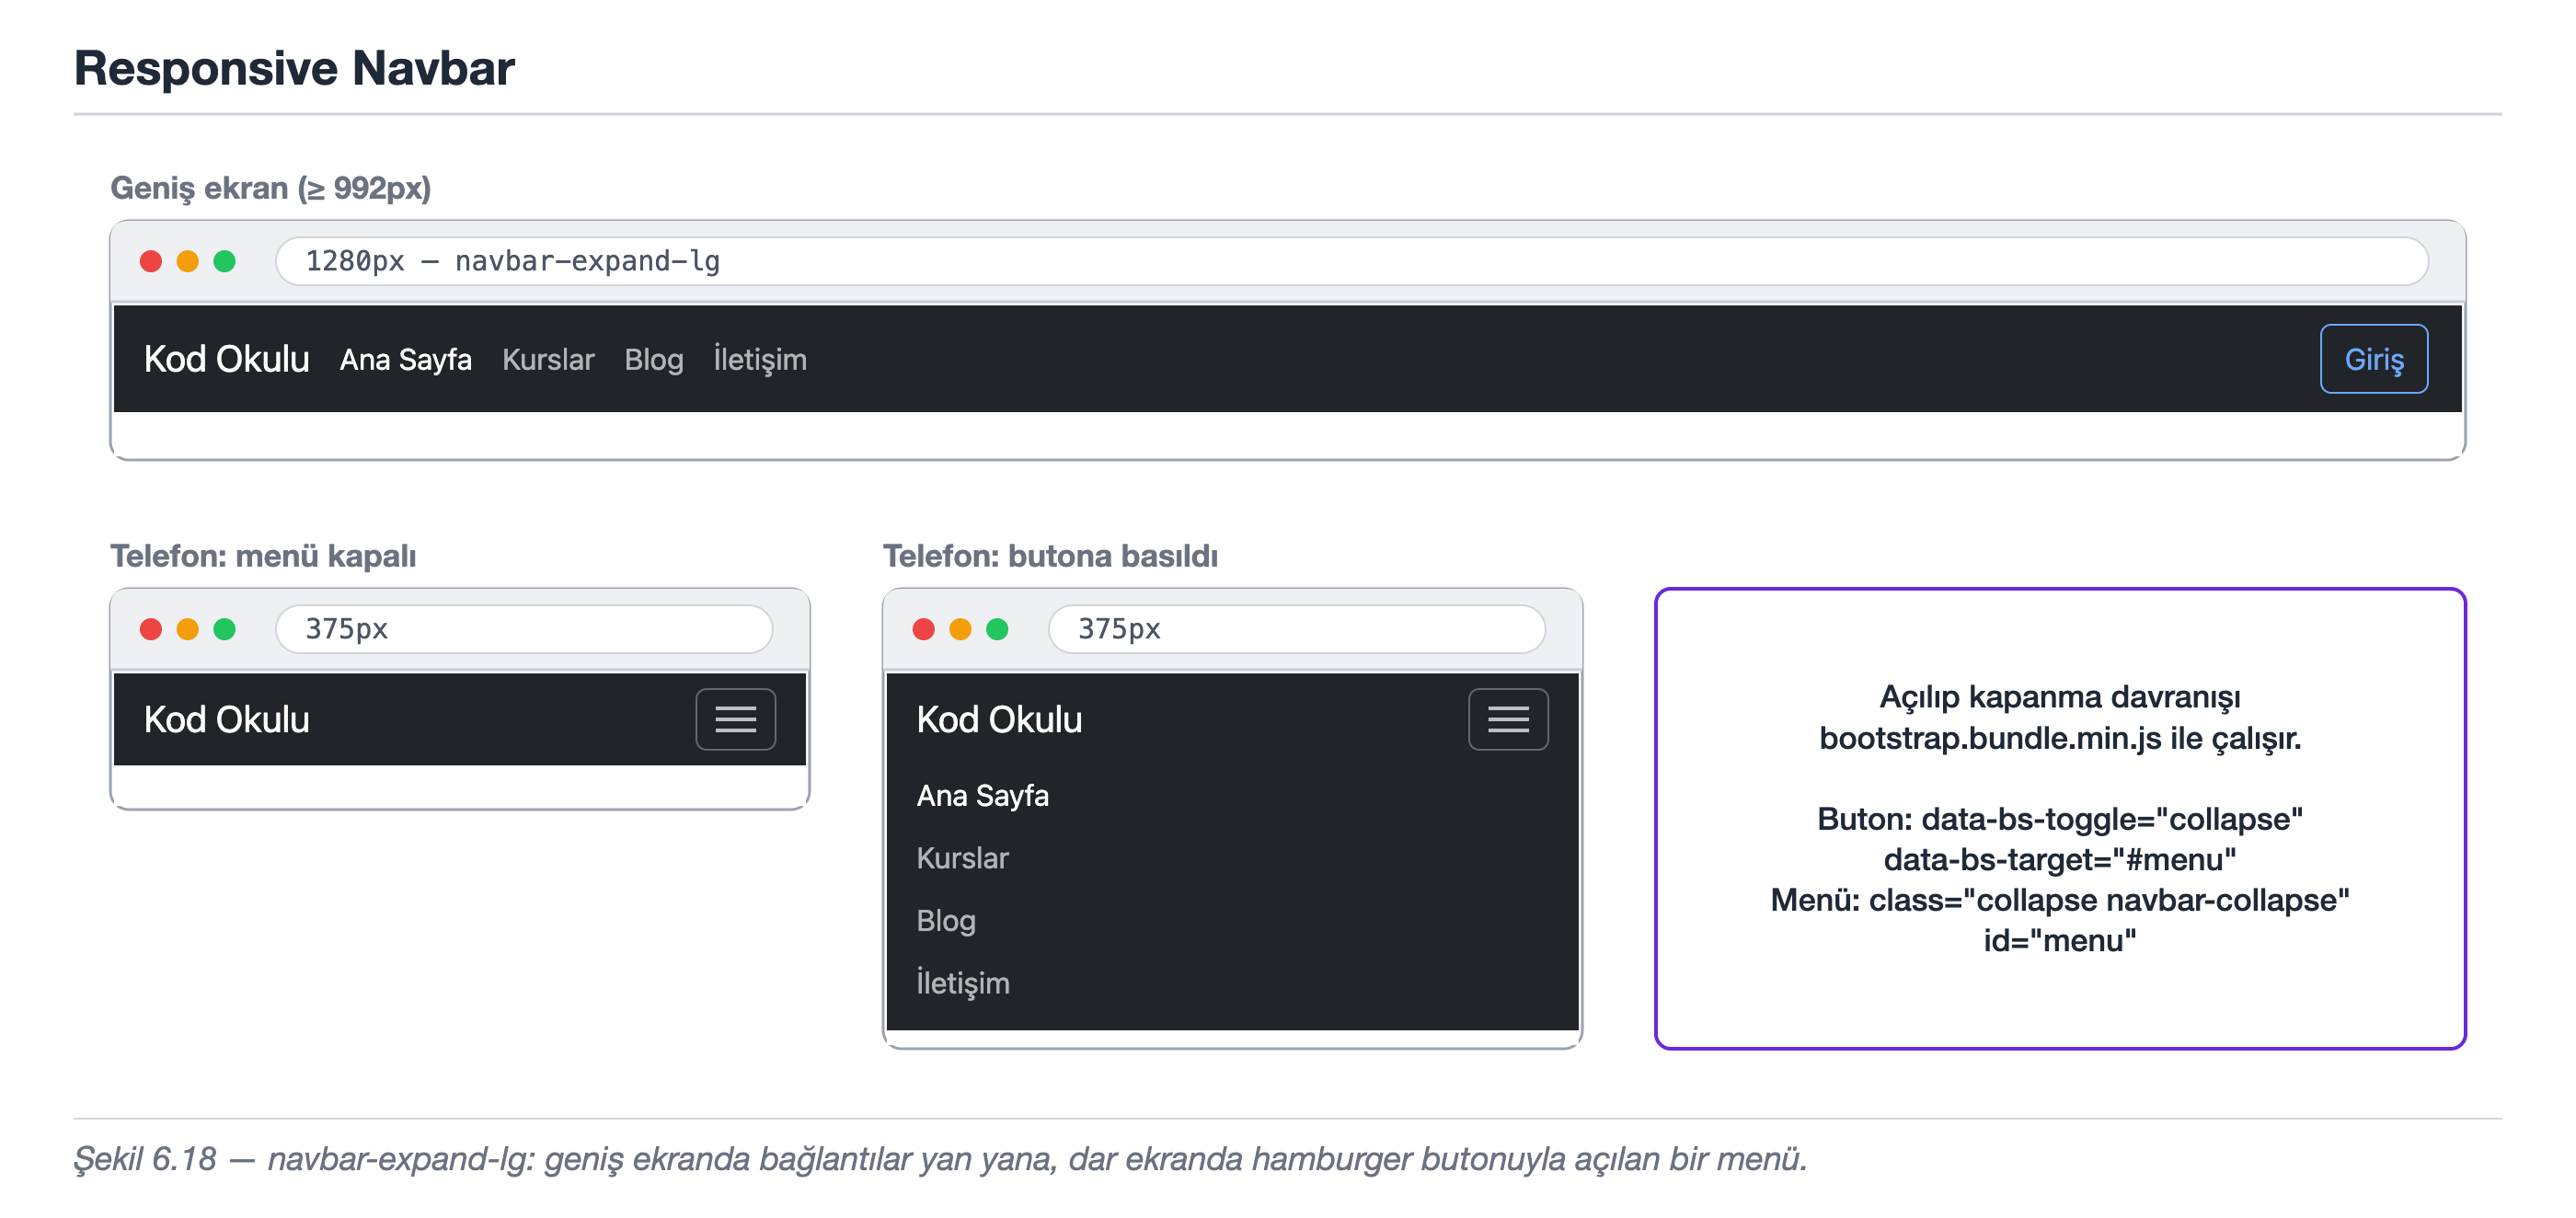 Responsive Navbar
Geniş ekran (≥ 992px)
1280px — navbar-expand-lg
Kod Okulu Ana Sayfa Kurslar Blog İletişim Giriş
Telefon: menü kapalı
375px
Kod Okulu
Telefon: butona basıldı
375px
Kod Okulu
Ana Sayfa
Kurslar
Blog
İletişim
Açılıp kapanma davranışı
bootstrap.bundle.min.js ile çalışır.
Buton: data-bs-toggle="collapse"
data-bs-target="#menu"
Menü: class="collapse navbar-collapse"
id="menu"
Şekil 6.18 — navbar-expand-lg: geniş ekranda bağlantılar yan yana, dar ekranda hamburger butonuyla açılan bir menü.